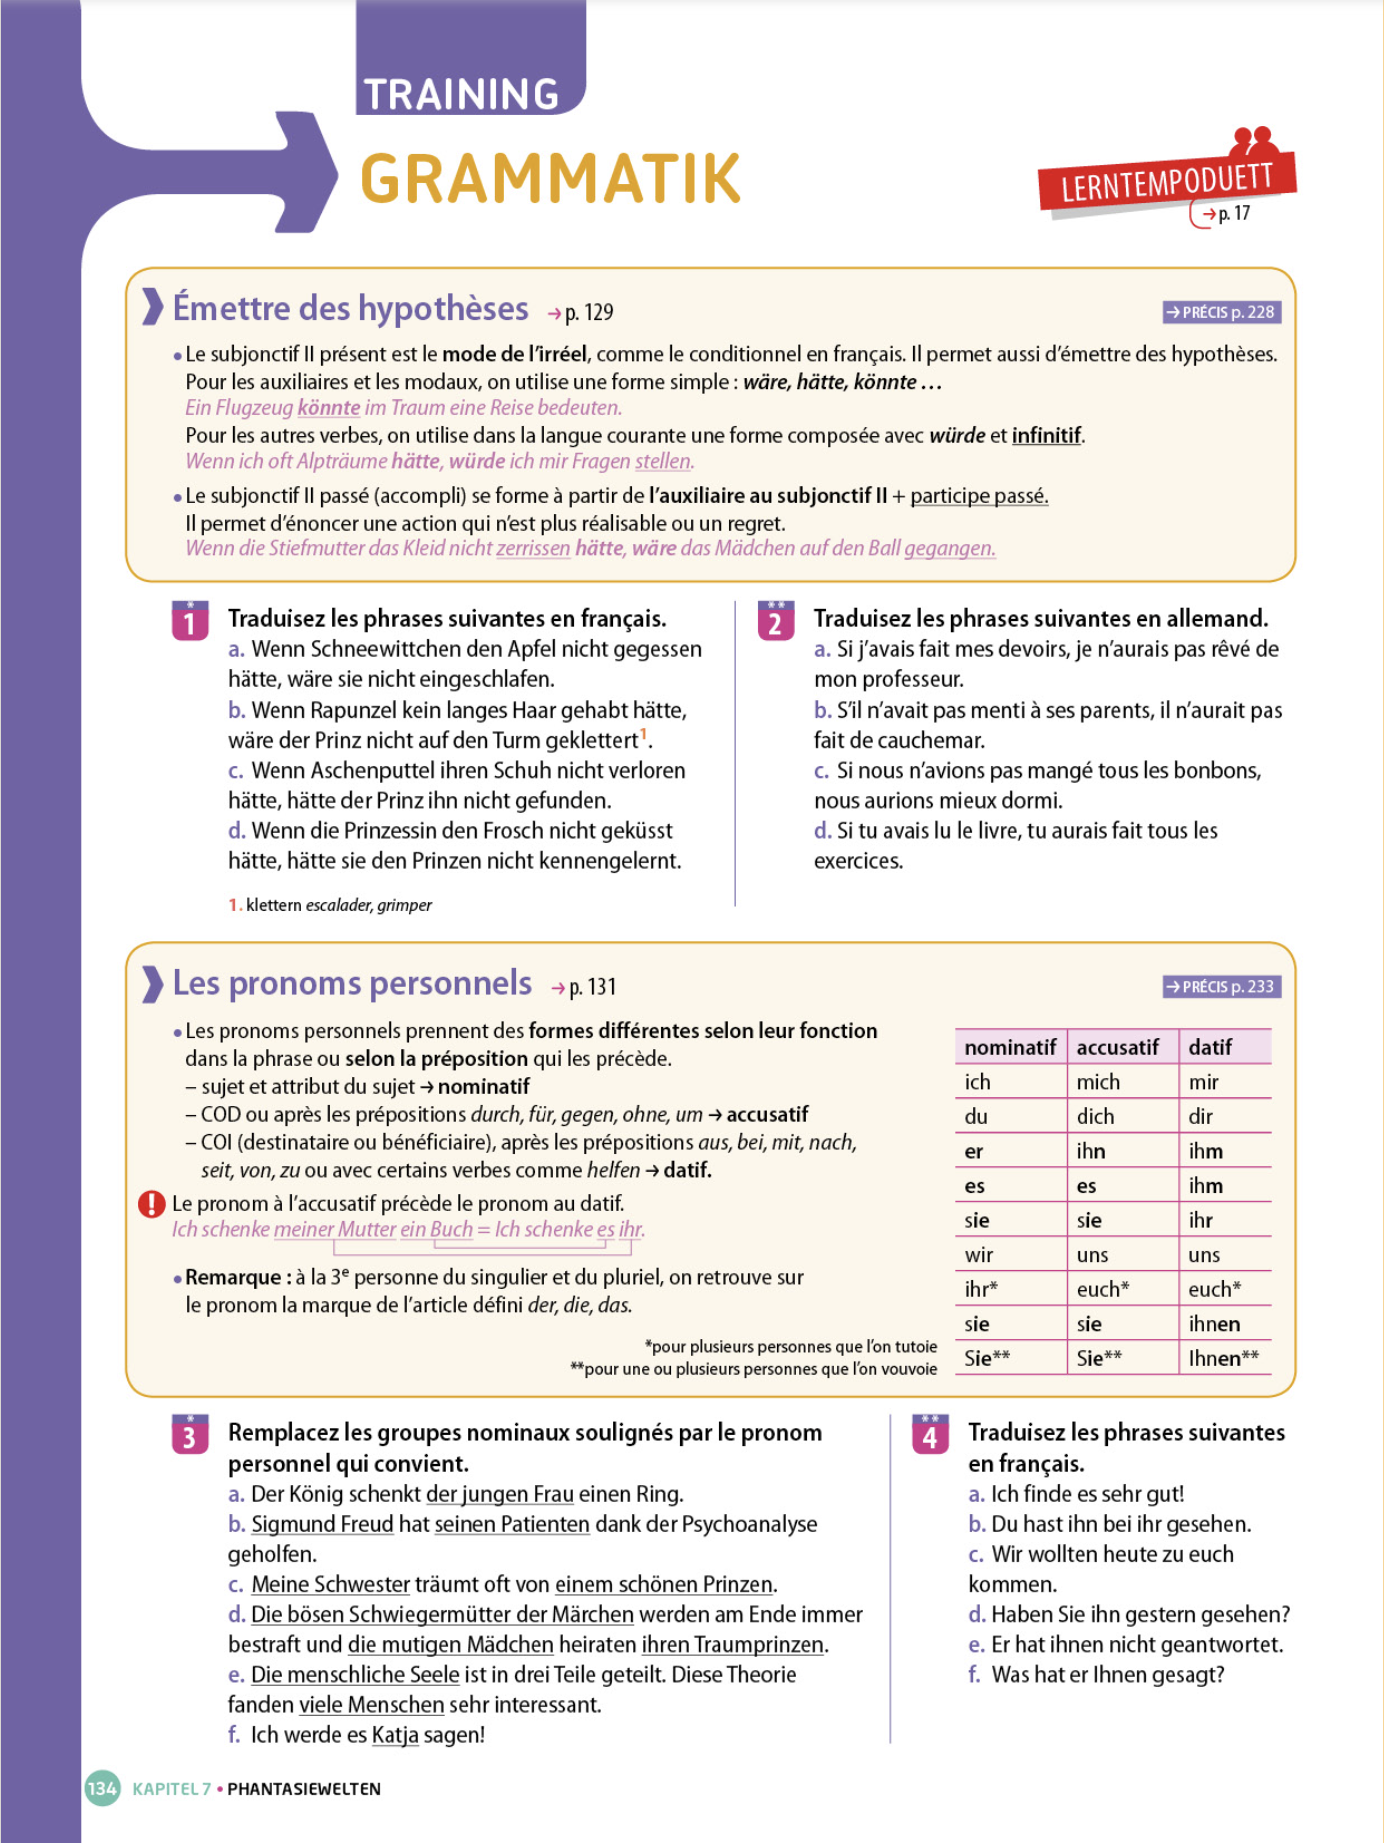 TRAINING
GRAMMATIK
LERNTEMPODUETT
→ p. 17
Émettre des hypothèses → p. 129
→ PRÉCIS p. 228
• Le subjonctif II présent est le mode de l'irréel, comme le conditionnel en français. Il permet aussi d'émettre des hypothèses.
Pour les auxiliaires et les modaux, on utilise une forme simple : wäre, hätte, könnte …
Ein Flugzeug könnte im Traum eine Reise bedeuten.
Pour les autres verbes, on utilise dans la langue courante une forme composée avec würde et infinitif.
Wenn ich oft Alpträume hätte, würde ich mir Fragen stellen.
• Le subjonctif II passé (accompli) se forme à partir de l'auxiliaire au subjonctif II + participe passé.
Il permet d'énoncer une action qui n'est plus réalisable ou un regret.
Wenn die Stiefmutter das Kleid nicht zerrissen hätte, wäre das Mädchen auf den Ball gegangen.
*
1 Traduisez les phrases suivantes en français.
a. Wenn Schneewittchen den Apfel nicht gegessen
hätte, wäre sie nicht eingeschlafen.
b. Wenn Rapunzel kein langes Haar gehabt hätte,
wäre der Prinz nicht auf den Turm geklettert1.
c. Wenn Aschenputtel ihren Schuh nicht verloren
hätte, hätte der Prinz ihn nicht gefunden.
d. Wenn die Prinzessin den Frosch nicht geküsst
hätte, hätte sie den Prinzen nicht kennengelernt.
1. klettern escalader, grimper
**
2 Traduisez les phrases suivantes en allemand.
a. Si j'avais fait mes devoirs, je n'aurais pas rêvé de
mon professeur.
b. S'il n'avait pas menti à ses parents, il n'aurait pas
fait de cauchemar.
c. Si nous n'avions pas mangé tous les bonbons,
nous aurions mieux dormi.
d. Si tu avais lu le livre, tu aurais fait tous les
exercices.
Les pronoms personnels → p. 131
→ PRÉCIS p. 233
• Les pronoms personnels prennent des formes différentes selon leur fonction
dans la phrase ou selon la préposition qui les précède.
– sujet et attribut du sujet → nominatif
– COD ou après les prépositions durch, für, gegen, ohne, um → accusatif
– COI (destinataire ou bénéficiaire), après les prépositions aus, bei, mit, nach,
seit, von, zu ou avec certains verbes comme helfen → datif.
! Le pronom à l'accusatif précède le pronom au datif.
Ich schenke meiner Mutter ein Buch = Ich schenke es ihr.
• Remarque : à la 3e personne du singulier et du pluriel, on retrouve sur
le pronom la marque de l'article défini der, die, das.
*pour plusieurs personnes que l'on tutoie
**pour une ou plusieurs personnes que l'on vouvoie
nominatif accusatif datif
ich mich mir
du dich dir
er ihn ihm
es es ihm
sie sie ihr
wir uns uns
ihr* euch* euch*
sie sie ihnen
Sie** Sie** Ihnen**
*
3 Remplacez les groupes nominaux soulignés par le pronom
personnel qui convient.
a. Der König schenkt der jungen Frau einen Ring.
b. Sigmund Freud hat seinen Patienten dank der Psychoanalyse
geholfen.
c. Meine Schwester träumt oft von einem schönen Prinzen.
d. Die bösen Schwiegermütter der Märchen werden am Ende immer
bestraft und die mutigen Mädchen heiraten ihren Traumprinzen.
e. Die menschliche Seele ist in drei Teile geteilt. Diese Theorie
fanden viele Menschen sehr interessant.
f. Ich werde es Katja sagen!
**
4 Traduisez les phrases suivantes
en français.
a. Ich finde es sehr gut!
b. Du hast ihn bei ihr gesehen.
c. Wir wollten heute zu euch
kommen.
d. Haben Sie ihn gestern gesehen?
e. Er hat ihnen nicht geantwortet.
f. Was hat er Ihnen gesagt?
134 KAPITEL 7 • PHANTASIEWELTEN